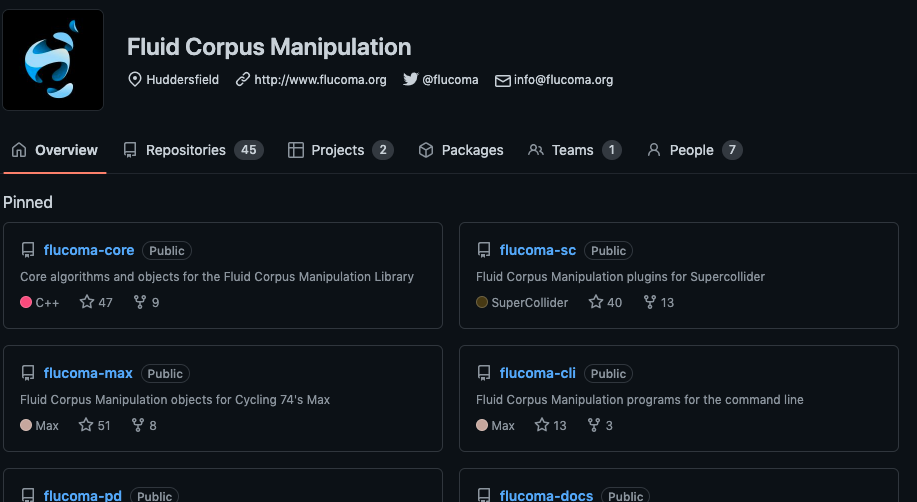 Fluid Corpus Manipulation
Huddersfield http://www.flucoma.org @flucoma info@flucoma.org
Overview Repositories 45 Projects 2 Packages Teams 1 People 7
Pinned
flucoma-core Public
Core algorithms and objects for the Fluid Corpus Manipulation Library
C++ 47 9
flucoma-sc Public
Fluid Corpus Manipulation plugins for Supercollider
SuperCollider 40 13
flucoma-max Public
Fluid Corpus Manipulation objects for Cycling 74's Max
Max 51 8
flucoma-cli Public
Fluid Corpus Manipulation programs for the command line
Max 13 3
flucoma-pd Public
flucoma-docs Public